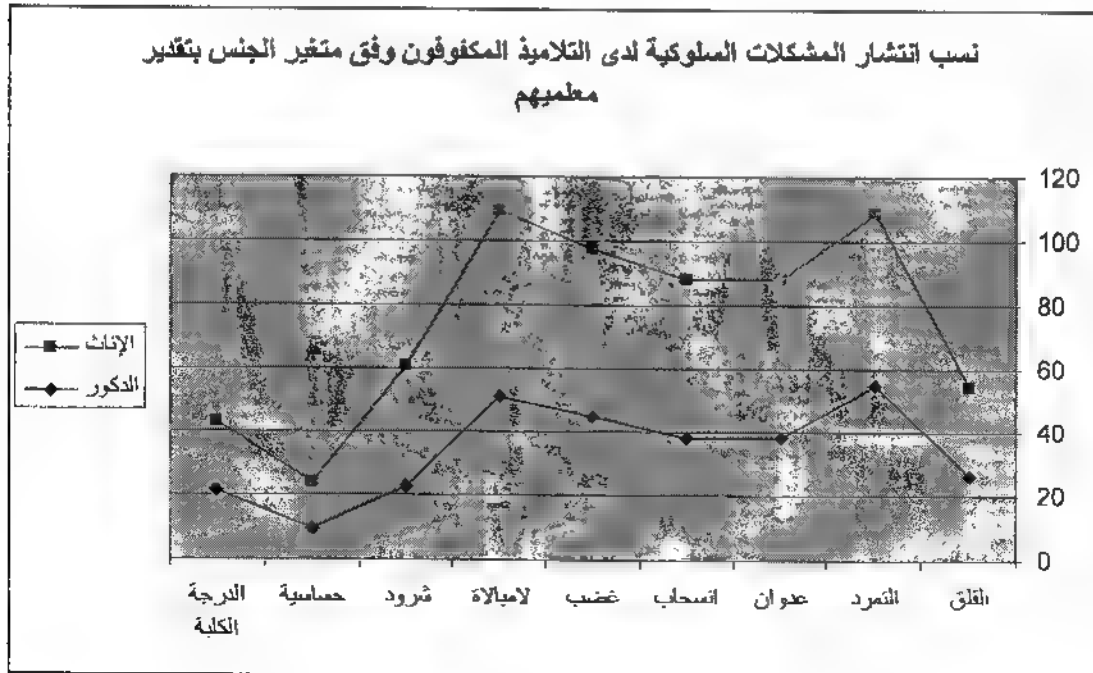 نسب انتشار المشكلات السلوكية لدى التلاميذ المكفوفون وفق متغير الجنس بتقدير
معلميهم
120
100
80
60
40
20
0
الإناث
الذكور
القلق
التمرد
عدوان
انسحاب
غضب
لامبالاة
شرود
حساسية
الدرجة
الكلية